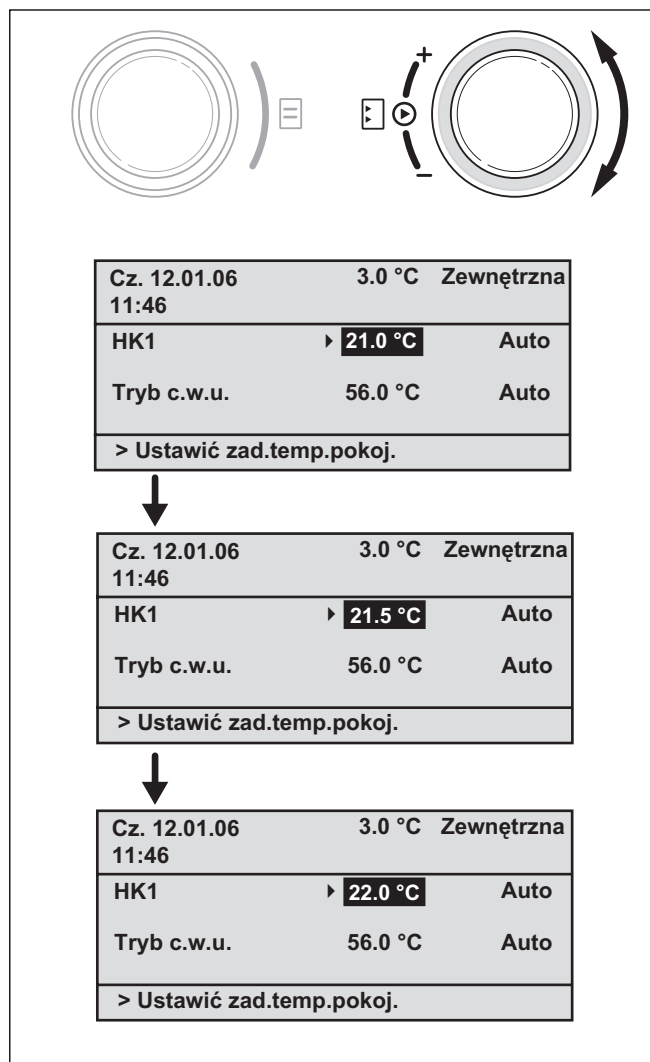 +
−
Cz. 12.01.06 3.0 °C Zewnętrzna
11:46
HK1 21.0 °C Auto
Tryb c.w.u. 56.0 °C Auto
> Ustawić zad.temp.pokoj.
Cz. 12.01.06 3.0 °C Zewnętrzna
11:46
HK1 21.5 °C Auto
Tryb c.w.u. 56.0 °C Auto
> Ustawić zad.temp.pokoj.
Cz. 12.01.06 3.0 °C Zewnętrzna
11:46
HK1 22.0 °C Auto
Tryb c.w.u. 56.0 °C Auto
> Ustawić zad.temp.pokoj.